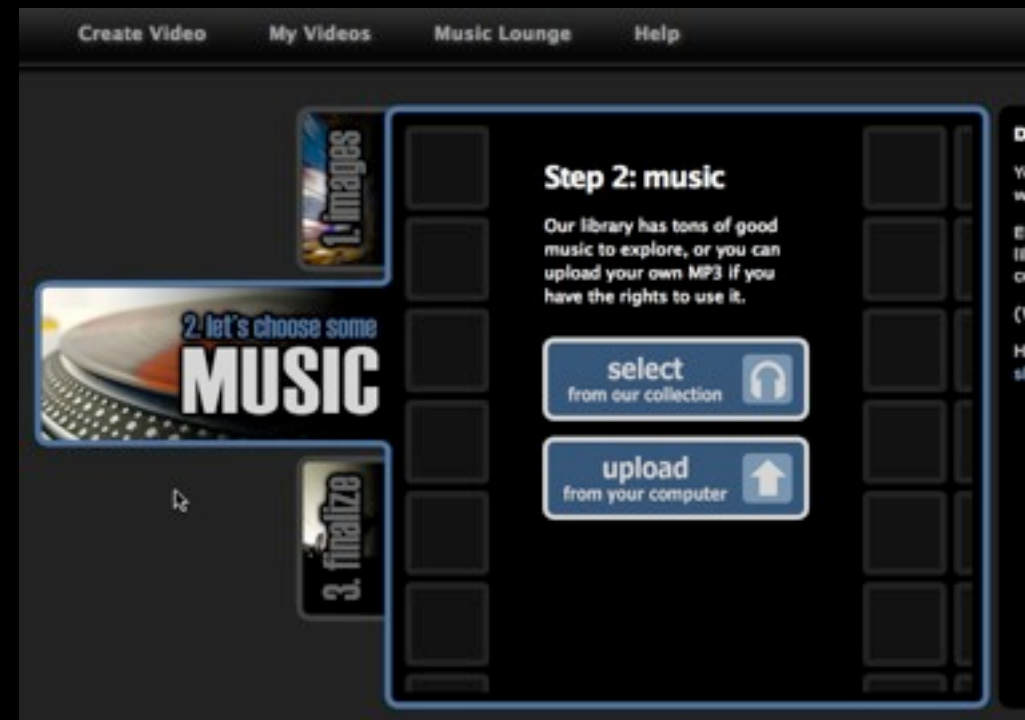 Create Video My Videos Music Lounge Help
1. images
2. let's choose some
MUSIC
3. finalize
Step 2: music
Our library has tons of good
music to explore, or you can
upload your own MP3 if you
have the rights to use it.
select
from our collection
upload
from your computer